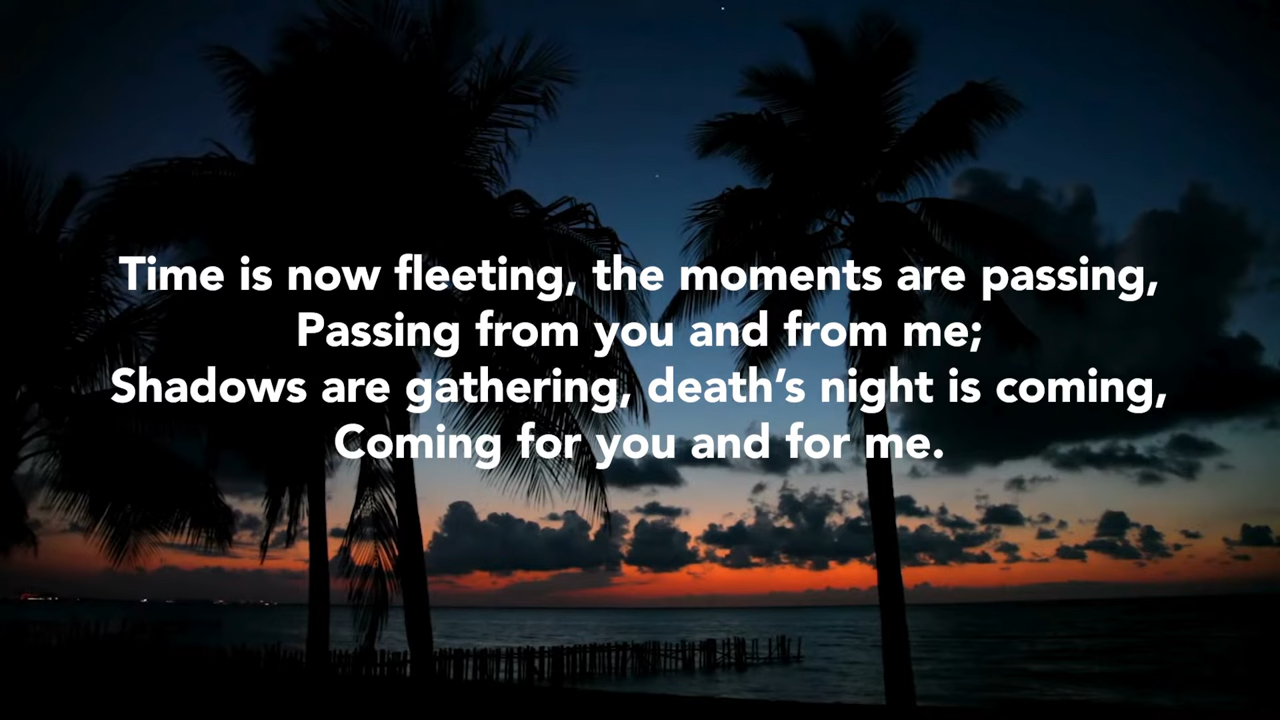 Time is now fleeting, the moments are passing,
Passing from you and from me;
Shadows are gathering, death’s night is coming,
Coming for you and for me.